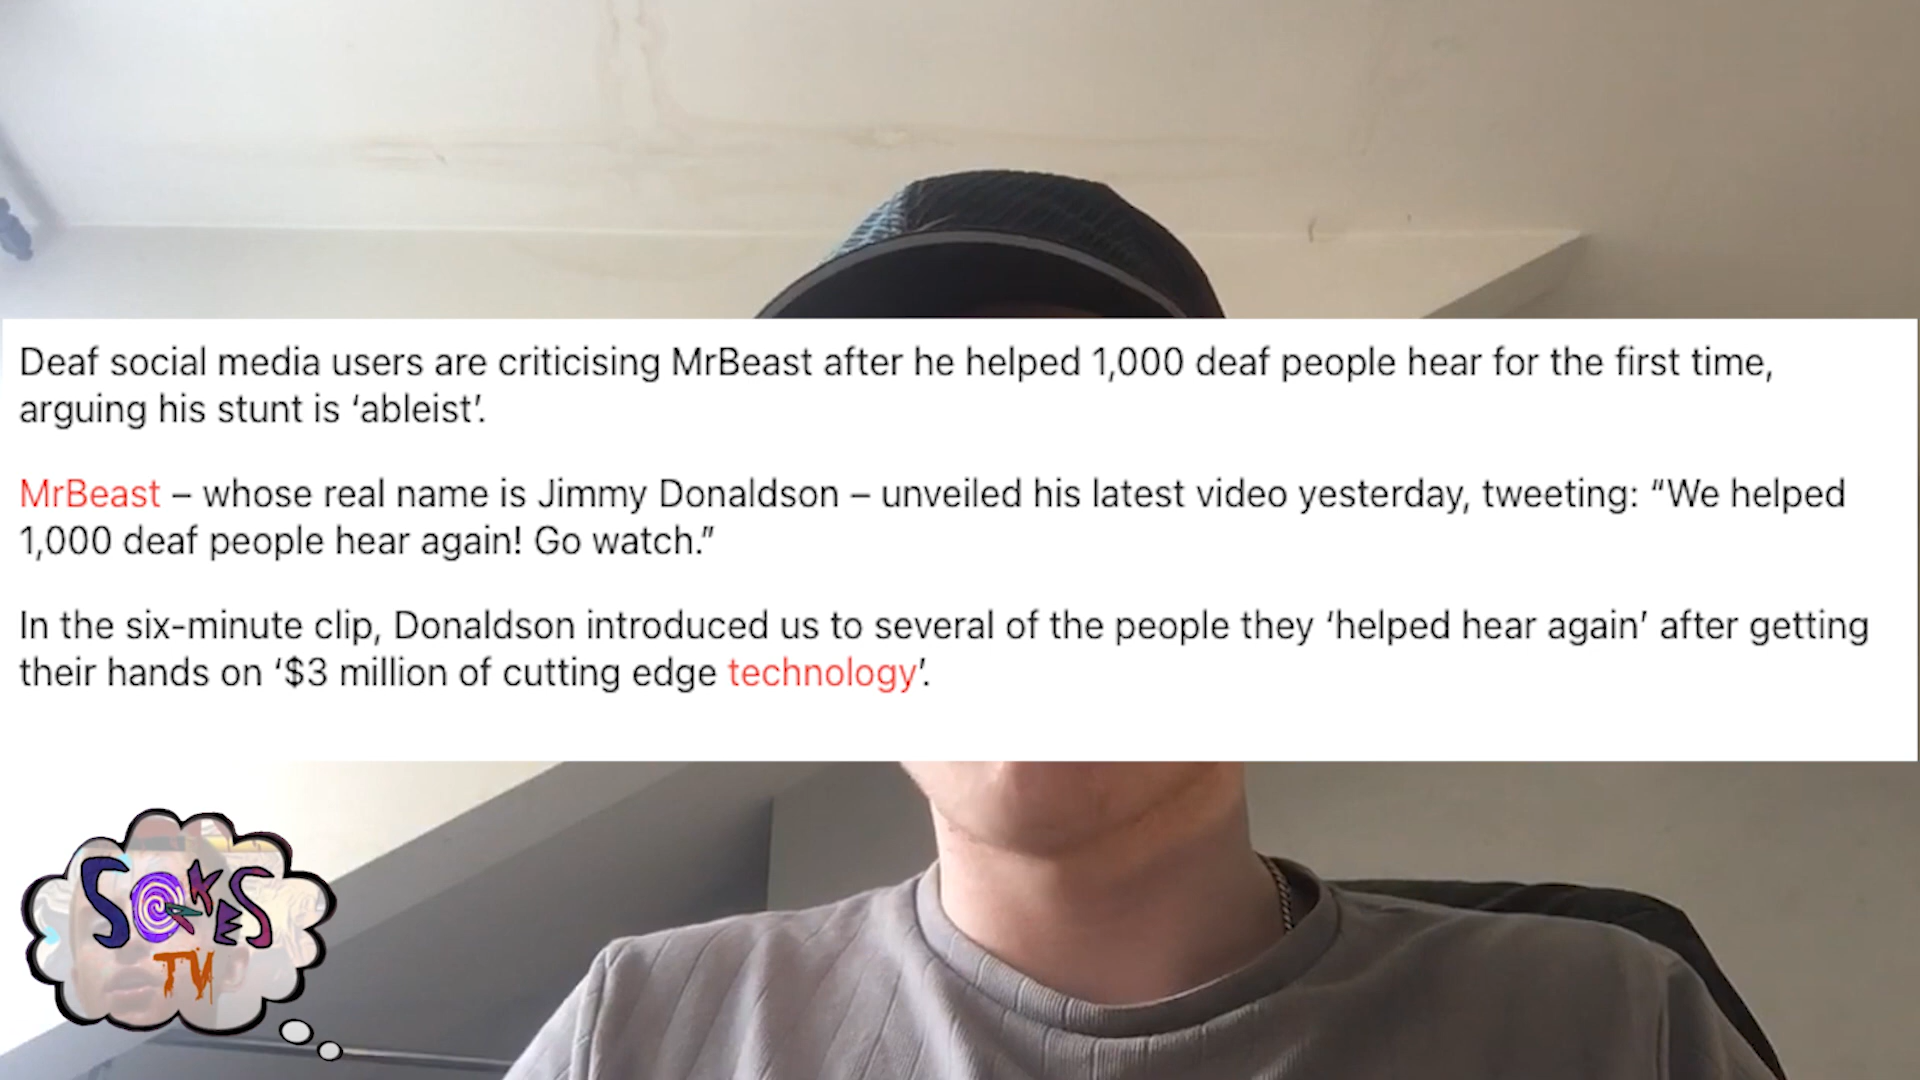 Deaf social media users are criticising MrBeast after he helped 1,000 deaf people hear for the first time,
arguing his stunt is ‘ableist’.
MrBeast – whose real name is Jimmy Donaldson – unveiled his latest video yesterday, tweeting: “We helped
1,000 deaf people hear again! Go watch.”
In the six-minute clip, Donaldson introduced us to several of the people they ‘helped hear again’ after getting
their hands on ‘$3 million of cutting edge technology’.
TV